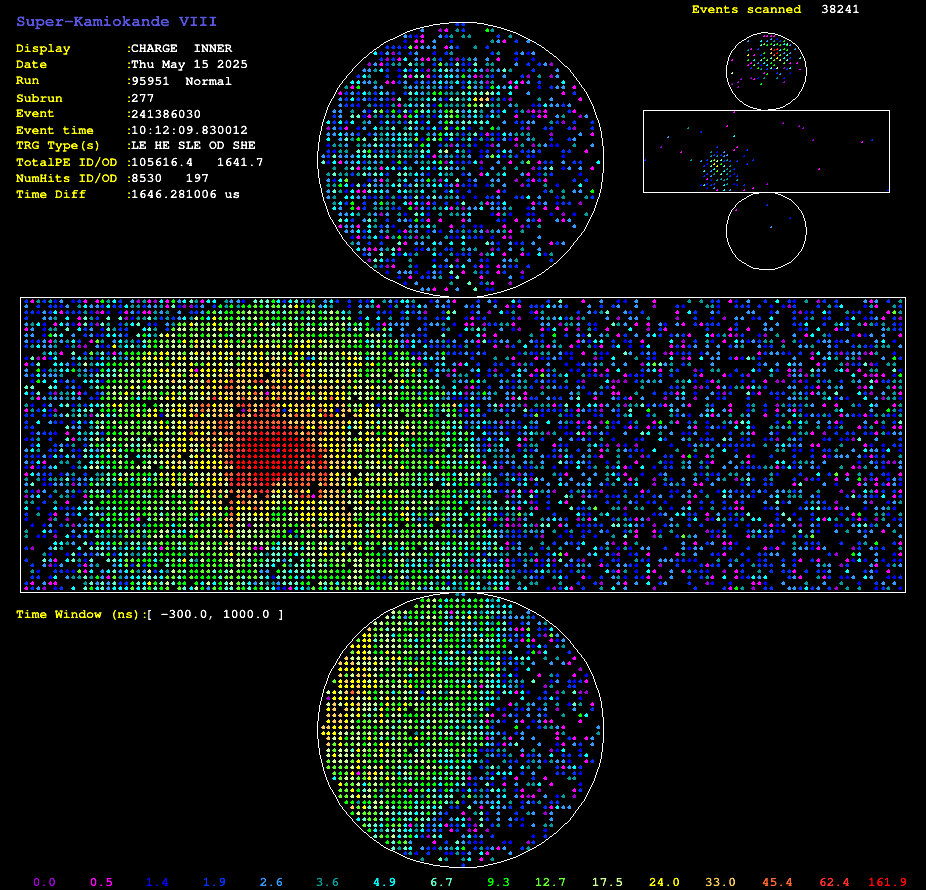 Events scanned 38241
Super-Kamiokande VIII
Display :CHARGE INNER
Date :Thu May 15 2025
Run :95951 Normal
Subrun :277
Event :241386030
Event time :10:12:09.830012
TRG Type(s) :LE HE SLE OD SHE
TotalPE ID/OD :105616.4 1641.7
NumHits ID/OD :8530 197
Time Diff :1646.281006 us
Time Window (ns):[ −300.0, 1000.0 ]
0.0 0.5 1.4 1.9 2.6 3.6 4.9 6.7 9.3 12.7 17.5 24.0 33.0 45.4 62.4 161.9